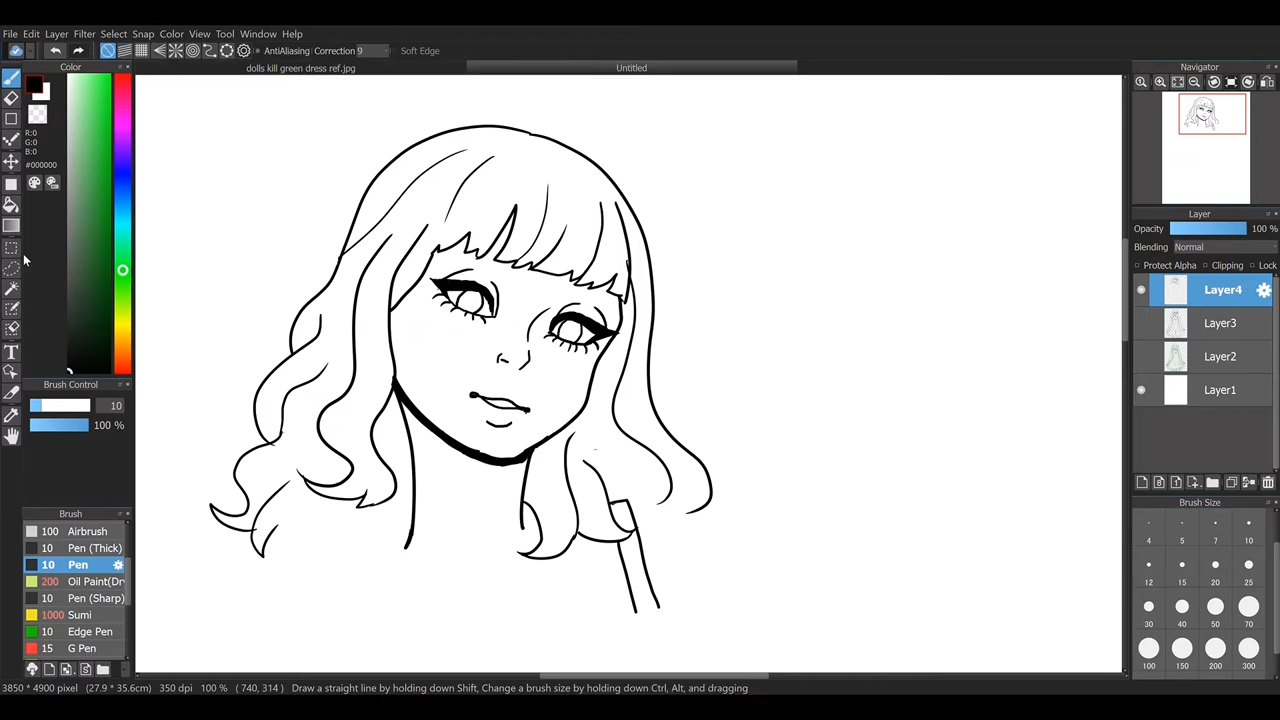 File Edit Layer Filter Select Snap Color View Tool Window Help
AntiAliasing Correction 9 Soft Edge
Color
dolls kill green dress ref.jpg
Untitled
Navigator
R:0
G:0
B:0
#000000
Layer
Opacity 100 %
Blending Normal
Protect Alpha Clipping Lock
Layer4
Layer3
Layer2
Layer1
Brush Control
10
100 %
Brush
100 Airbrush
10 Pen (Thick)
10 Pen
200 Oil Paint(Dry
10 Pen (Sharp)
1000 Sumi
10 Edge Pen
15 G Pen
Brush Size
4 5 7 10
12 15 20 25
30 40 50 70
100 150 200 300
3850 * 4900 pixel (27.9 * 35.6cm) 350 dpi 100 % ( 740, 314 ) Draw a straight line by holding down Shift, Change a brush size by holding down Ctrl, Alt, and dragging